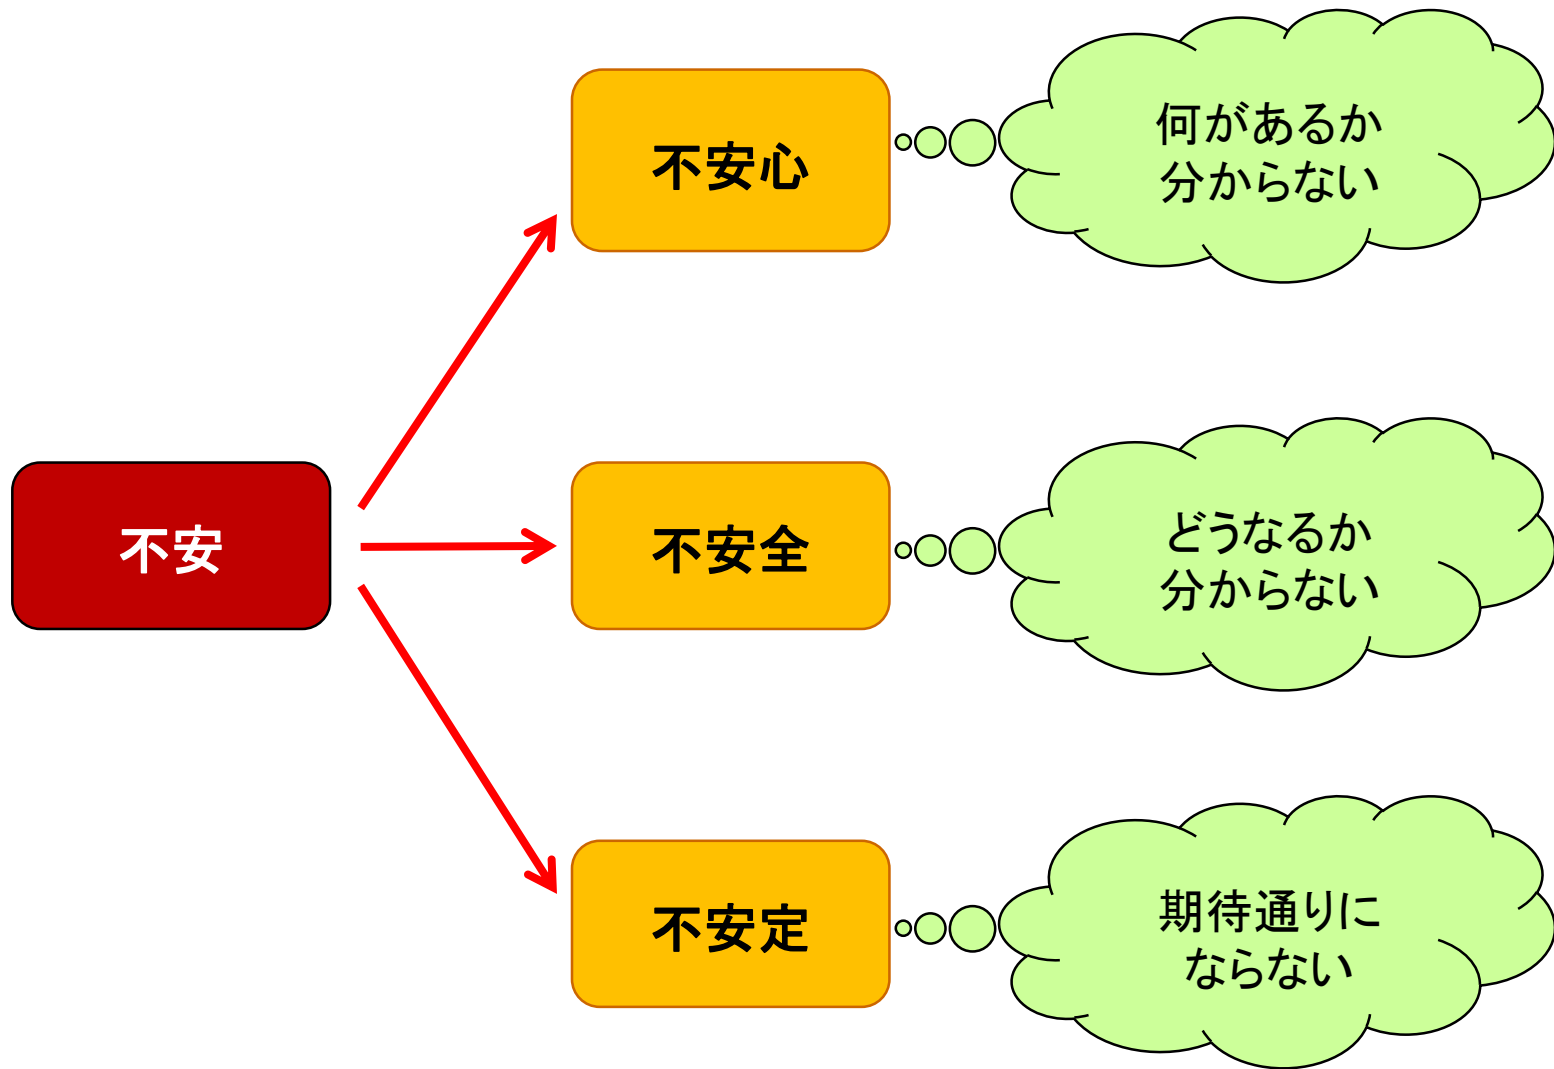 不安
不安心
何があるか
分からない
不安全
どうなるか
分からない
不安定
期待通りに
ならない